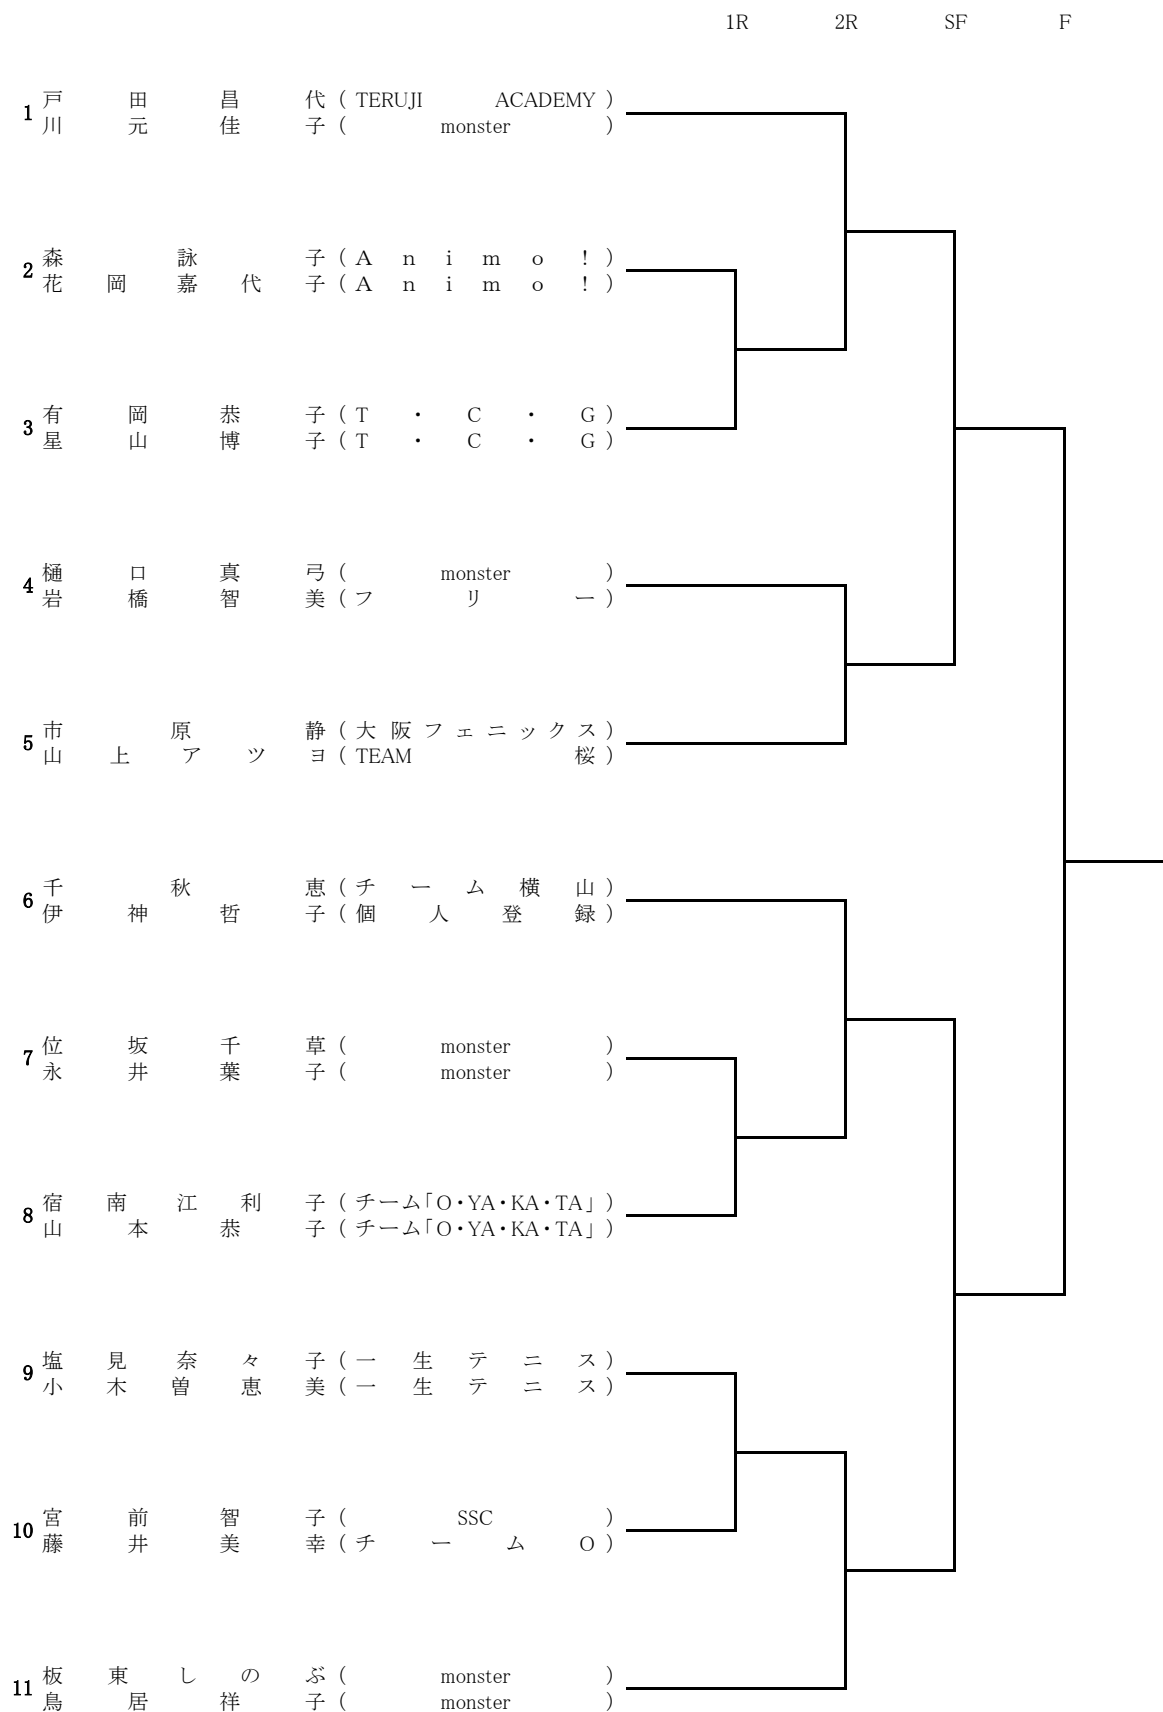 1R 2R SF F
1 戸田昌代 ( TERUJI ACADEMY )
川元佳子 ( monster )
2 森詠子 ( Animo! )
花岡嘉代子 ( Animo! )
3 有岡恭子 ( T・C・G )
星山博子 ( T・C・G )
4 樋口真弓 ( monster )
岩橋智美 ( フリー )
5 市原静 ( 大阪フェニックス )
山上アツヨ ( TEAM 桜 )
6 千秋恵 ( チーム横山 )
伊神哲子 ( 個人登録 )
7 位坂千草 ( monster )
永井葉子 ( monster )
8 宿南江利子 ( チーム「O・YA・KA・TA」 )
山本恭子 ( チーム「O・YA・KA・TA」 )
9 塩見奈々子 ( 一生テニス )
小木曽恵美 ( 一生テニス )
10 宮前智子 ( SSC )
藤井美幸 ( チームO )
11 板東しのぶ ( monster )
鳥居祥子 ( monster )